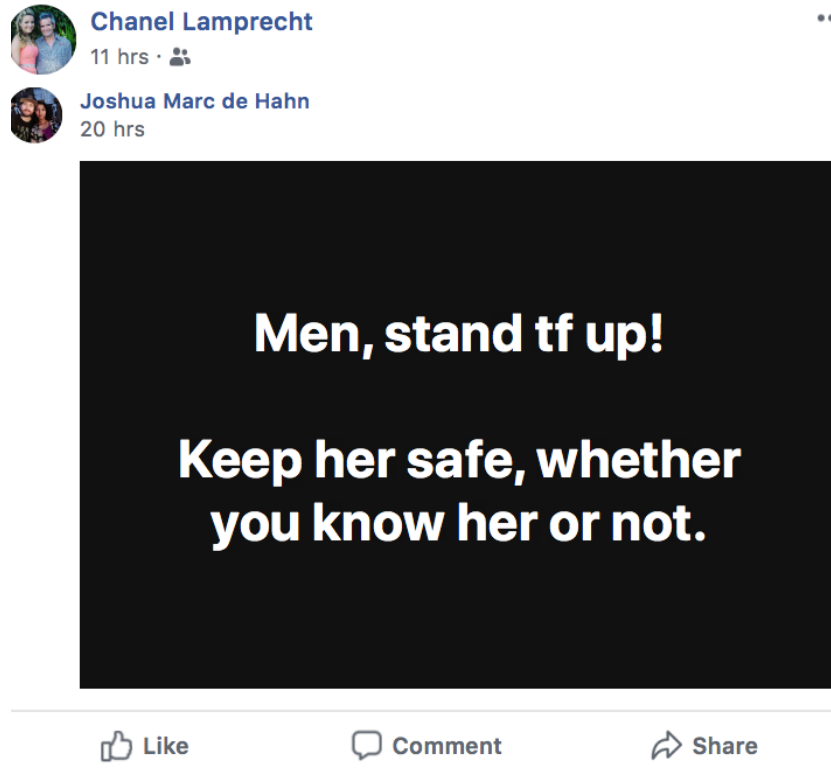 Chanel Lamprecht
11 hrs ·
Joshua Marc de Hahn
20 hrs
Men, stand tf up!
Keep her safe, whether
you know her or not.
Like Comment Share